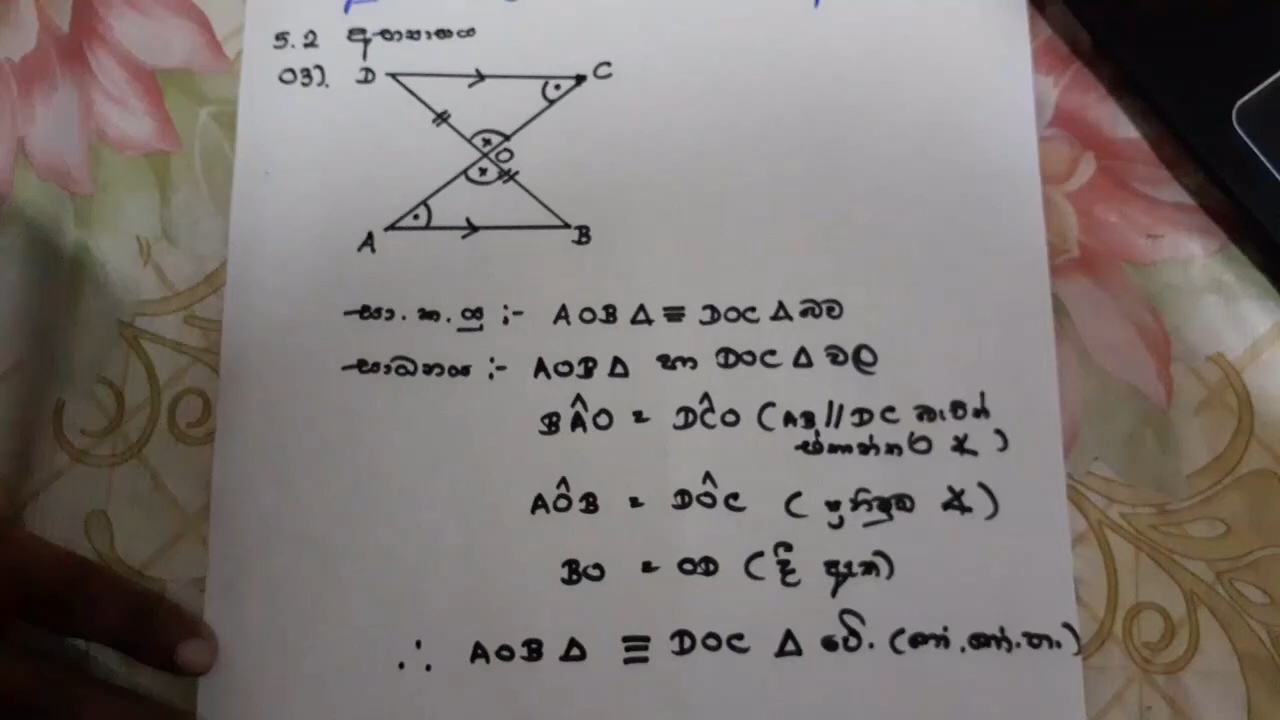 5.2 අභ්‍යාසය
03). D C
O
A B
සා.ක.යු :- AOB Δ ≡ DOC Δ බව
සාධනය :- AOB Δ හා DOC Δ වල
BÂO = DĈO (AB // DC බැවින්
ඒකාන්තර ∡)
AÔB = DÔC (ප්‍රතිමුඛ ∡)
BO = OD (දී ඇත)
∴ AOB Δ ≡ DOC Δ වේ. (කෝ.කෝ.පා.)